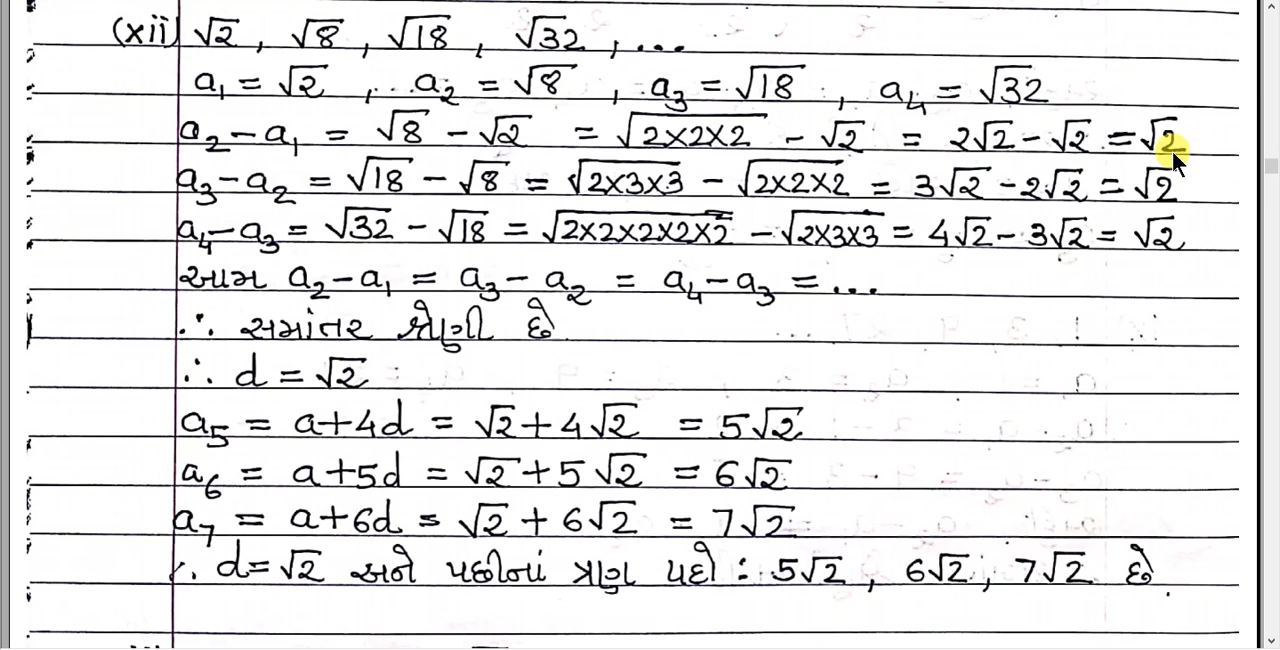 (xii) √2 , √8 , √18 , √32 , ...
a₁ = √2 , a₂ = √8 , a₃ = √18 , a₄ = √32
a₂ – a₁ = √8 – √2 = √2×2×2 – √2 = 2√2 – √2 = √2
a₃ – a₂ = √18 – √8 = √2×3×3 – √2×2×2 = 3√2 – 2√2 = √2
a₄ – a₃ = √32 – √18 = √2×2×2×2×2 – √2×3×3 = 4√2 – 3√2 = √2
આમ a₂ – a₁ = a₃ – a₂ = a₄ – a₃ = ...
∴ સમાંતર શ્રેણી છે
∴ d = √2
a₅ = a+4d = √2 + 4√2 = 5√2
a₆ = a+5d = √2 + 5√2 = 6√2
a₇ = a+6d = √2 + 6√2 = 7√2
∴ d = √2 અને પછીનાં ત્રણ પદો : 5√2 , 6√2 , 7√2 છે.